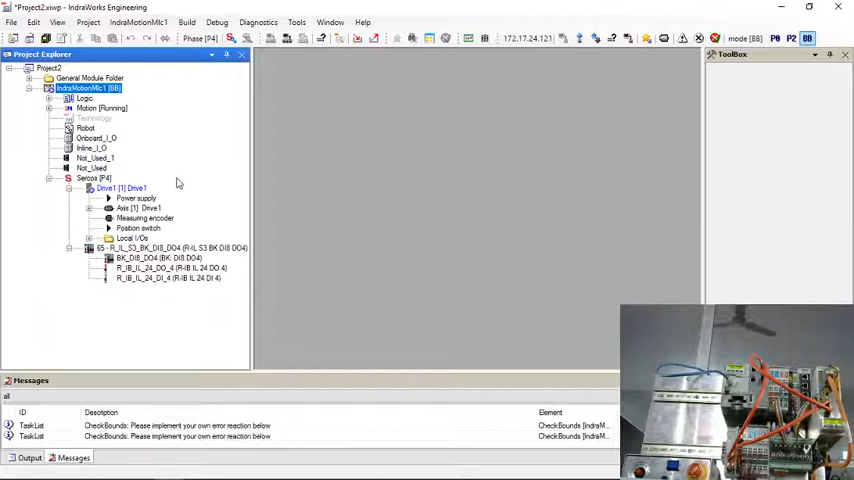 *Project2.xiwp - IndraWorks Engineering
File Edit View Project IndraMotionMlc1 Build Debug Diagnostics Tools Window Help
Phase [P4] 172.17.24.121 mode [BB] P0 P2 BB
Project Explorer
ToolBox
Project2
General Module Folder
IndraMotionMlc1 [BB]
Logic
Motion [Running]
Technology
Robot
Onboard_I_O
Inline_I_O
Not_Used_1
Not_Used
Sercos [P4]
Drive1 [1] Drive1
Power supply
Axis [1] Drive1
Measuring encoder
Position switch
Local I/Os
65 - R_IL_S3_BK_DI8_DO4 (R-IL S3 BK DI8 DO4)
BK_DI8_DO4 (BK: DI8 DO4)
R_IB_IL_24_DO_4 (R-IB IL 24 DO 4)
R_IB_IL_24_DI_4 (R-IB IL 24 DI 4)
Messages
all
ID Description Element
TaskList CheckBounds: Please implement your own error reaction below CheckBounds [IndraM...
TaskList CheckBounds: Please implement your own error reaction below CheckBounds [IndraM...
Output Messages